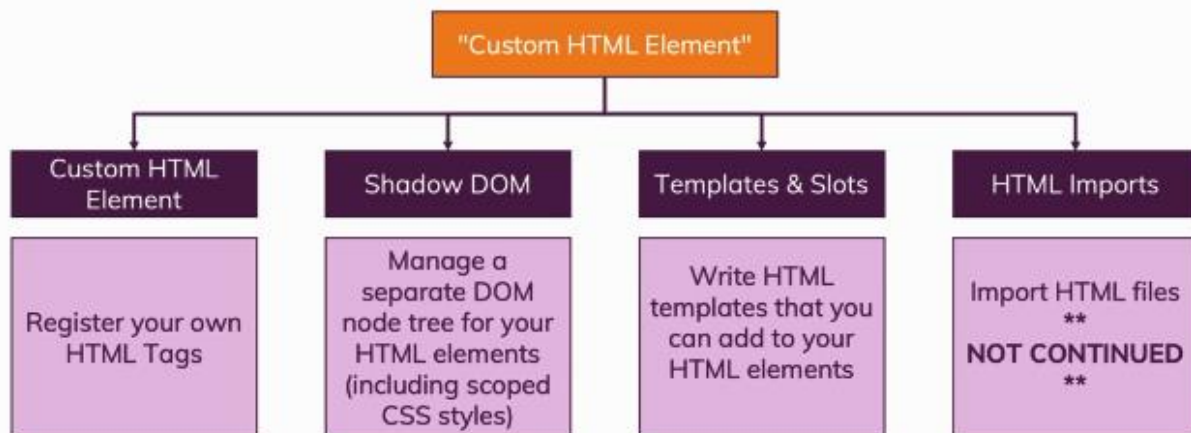 "Custom HTML Element"
Custom HTML
Element
Shadow DOM
Templates & Slots
HTML Imports
Register your own
HTML Tags
Manage a
separate DOM
node tree for your
HTML elements
(including scoped
CSS styles)
Write HTML
templates that you
can add to your
HTML elements
Import HTML files
**
NOT CONTINUED
**